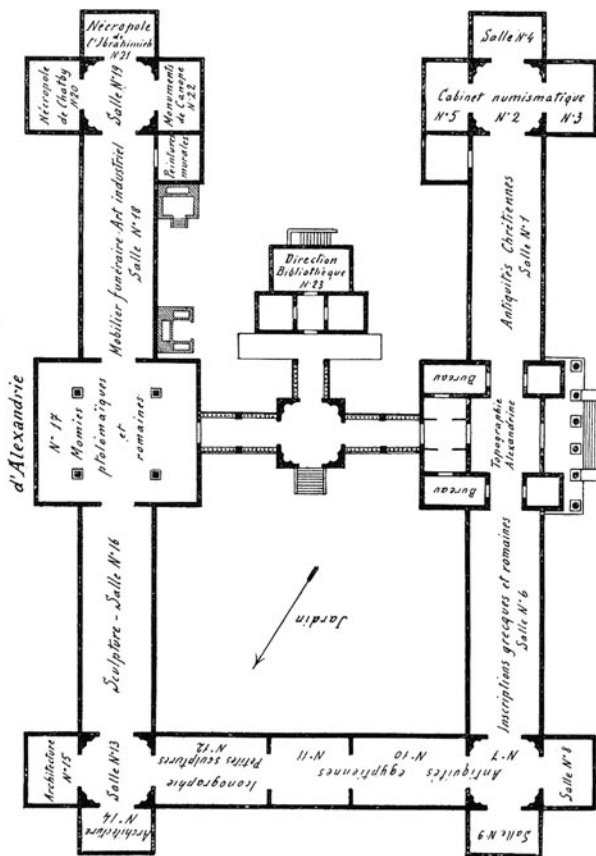 Nécropole
de
l'Ibrahimieh
N°21
Nécropole
de Chatby
N°20
Salle N°19
Monuments
de Canope
N°22
Peintures
murales
Mobilier funéraire-Art industriel
Salle N°18
N°17
Momies
ptolémaïques
et
romaines
d'Alexandrie
Sculpture - Salle N°16
Architecture
N°15
Salle N°13
Architecture
N°14
Iconographie
Petites sculptures
N°12
N°11
Antiquités égyptiennes
N°10
N°7
Salle N°8
Salle N°9
Inscriptions grecques et romaines
Salle N°6
Jardin
Direction
Bibliothèque
N°23
Bureau
Bureau
Topographie
Alexandrine
Antiquités Chrétiennes
Salle N°1
Cabinet numismatique
N°5
N°2
N°3
Salle N°4